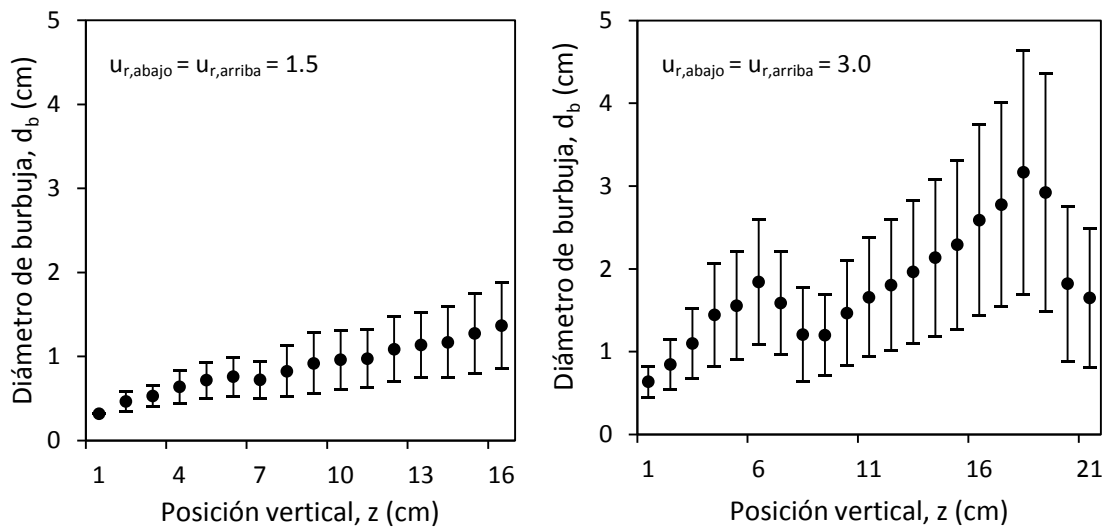 5
4
3
2
1
0
Diámetro de burbuja, d_b (cm)
u_r,abajo = u_r,arriba = 1.5
1 4 7 10 13 16
Posición vertical, z (cm)
5
4
3
2
1
0
Diámetro de burbuja, d_b (cm)
u_r,abajo = u_r,arriba = 3.0
1 6 11 16 21
Posición vertical, z (cm)